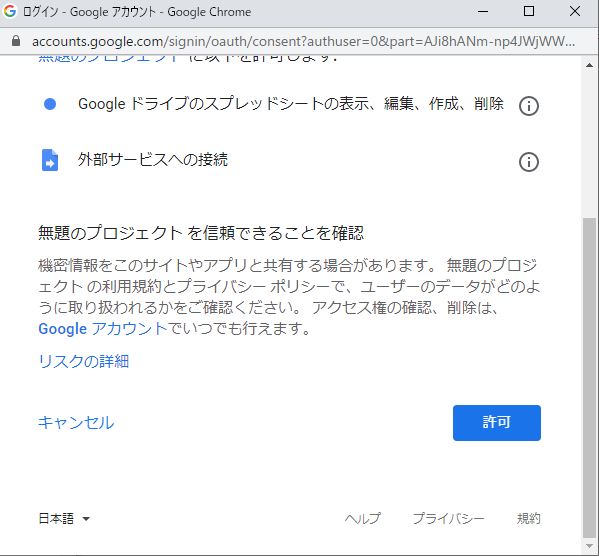 ログイン - Google アカウント - Google Chrome
accounts.google.com/signin/oauth/consent?authuser=0&part=AJi8hANm-np4JWjWW...
無題のプロジェクト に以下を許可します:
Google ドライブのスプレッドシートの表示、編集、作成、削除
外部サービスへの接続
無題のプロジェクト を信頼できることを確認
機密情報をこのサイトやアプリと共有する場合があります。 無題のプロジ
ェクト の利用規約とプライバシー ポリシーで、ユーザーのデータがどのよ
うに取り扱われるかをご確認ください。 アクセス権の確認、削除は、
Google アカウントでいつでも行えます。
リスクの詳細
キャンセル
許可
日本語
ヘルプ
プライバシー
規約